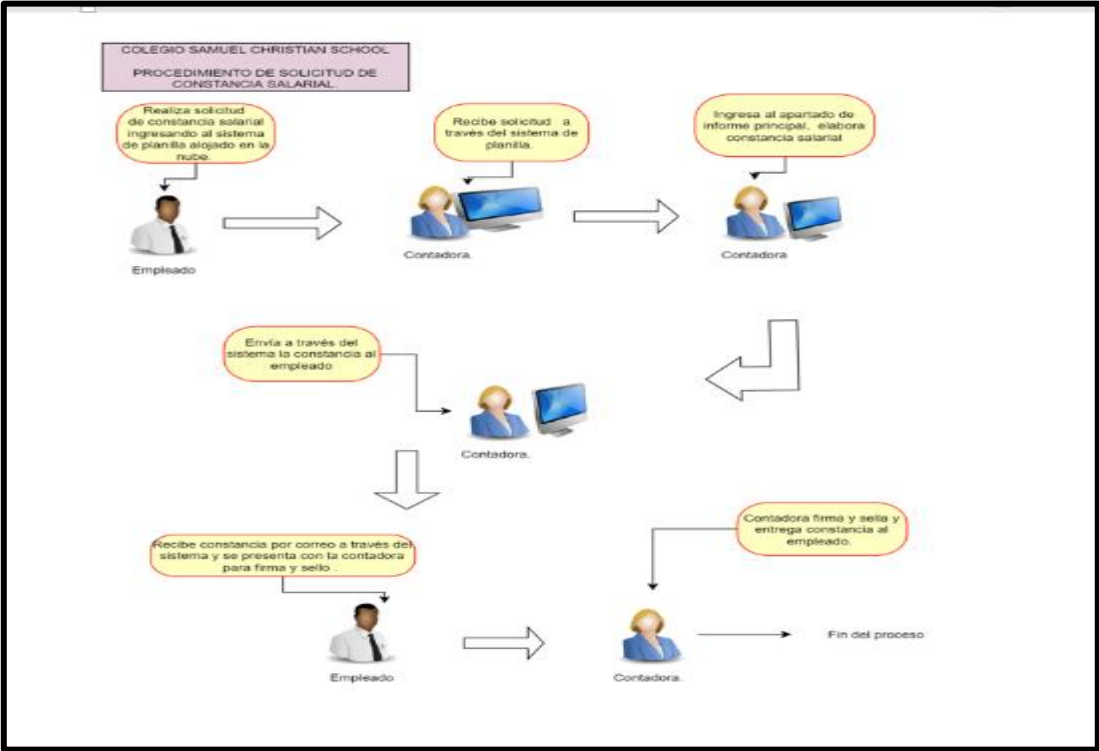 COLEGIO SAMUEL CHRISTIAN SCHOOL
PROCEDIMIENTO DE SOLICITUD DE
CONSTANCIA SALARIAL
Realiza solicitud
de constancia salarial
ingresando al sistema
de planilla alojado en la
nube.
Empleado
Recibe solicitud a
través del sistema de
planilla.
Contadora.
Ingresa al apartado de
informe principal, elabora
constancia salarial
Contadora
Envía a través del
sistema la constancia al
empleado
Contadora.
Recibe constancia por correo a través del
sistema y se presenta con la contadora
para firma y sello .
Empleado
Contadora firma y sella y
entrega constancia al
empleado.
Contadora.
Fin del proceso